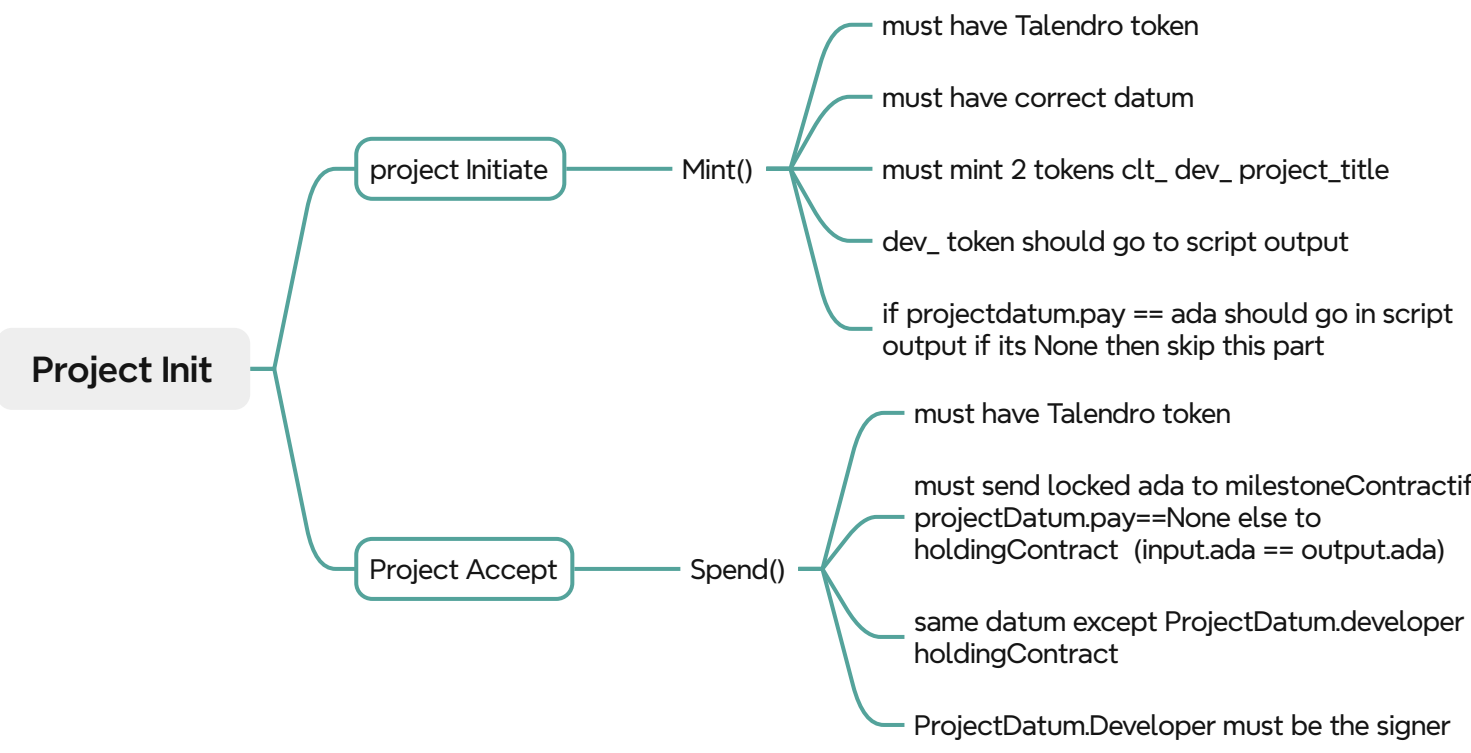 Project Init
project Initiate
Mint()
must have Talendro token
must have correct datum
must mint 2 tokens clt_ dev_ project_title
dev_ token should go to script output
if projectdatum.pay == ada should go in script
output if its None then skip this part
Project Accept
Spend()
must have Talendro token
must send locked ada to milestoneContractif
projectDatum.pay==None else to
holdingContract  (input.ada == output.ada)
same datum except ProjectDatum.developer
holdingContract
ProjectDatum.Developer must be the signer